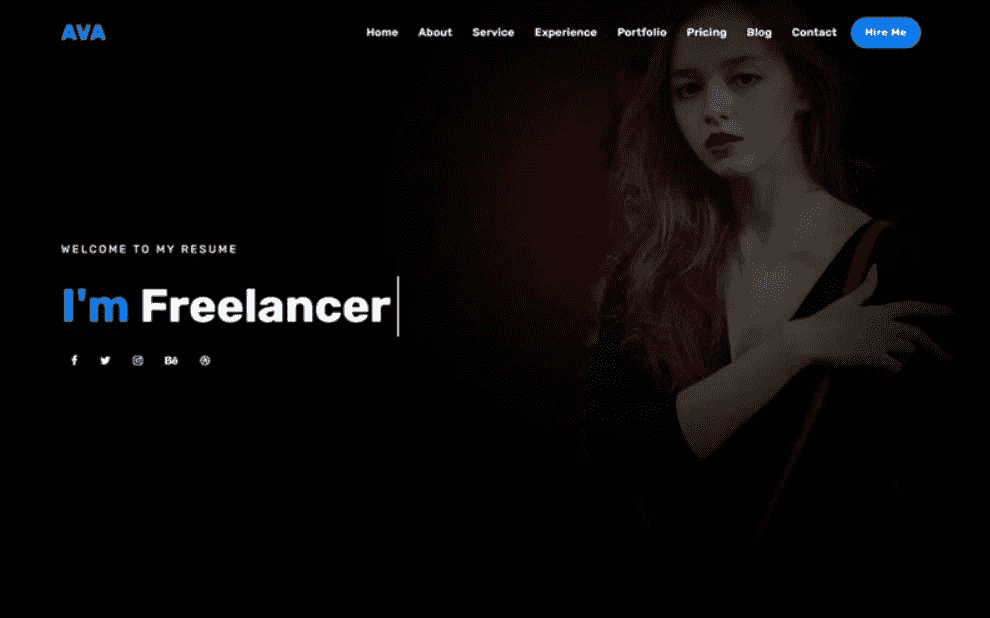 AVA
Home About Service Experience Portfolio Pricing Blog Contact Hire Me
WELCOME TO MY RESUME
I'm Freelancer
Bē